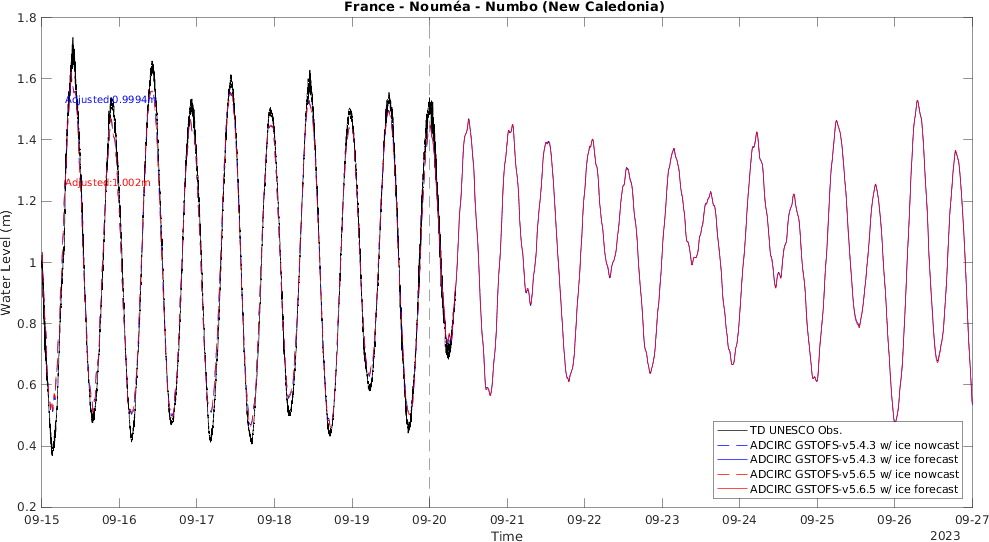 France - Nouméa - Numbo (New Caledonia)
1.8
1.6
1.4
1.2
1
0.8
0.6
0.4
0.2
Water Level (m)
Adjusted:0.9994m
Adjusted:1.002m
TD UNESCO Obs.
ADCIRC GSTOFS-v5.4.3 w/ ice nowcast
ADCIRC GSTOFS-v5.4.3 w/ ice forecast
ADCIRC GSTOFS-v5.6.5 w/ ice nowcast
ADCIRC GSTOFS-v5.6.5 w/ ice forecast
09-15 09-16 09-17 09-18 09-19 09-20 09-21 09-22 09-23 09-24 09-25 09-26 09-27
Time
2023